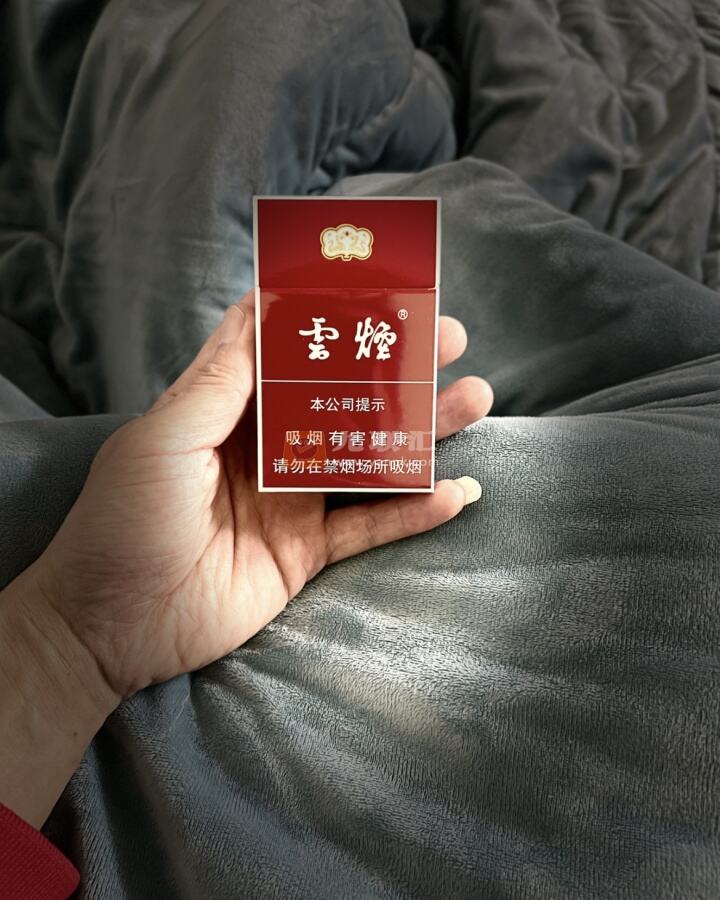 雲煙®
本公司提示
吸烟有害健康
请勿在禁烟场所吸烟